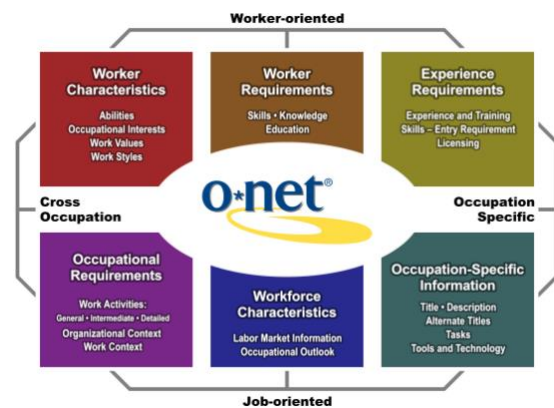 Worker-oriented
Worker
Characteristics
Abilities
Occupational Interests
Work Values
Work Styles
Worker
Requirements
Skills • Knowledge
Education
Experience
Requirements
Experience and Training
Skills – Entry Requirement
Licensing
Cross
Occupation
o*net®
Occupation
Specific
Occupational
Requirements
Work Activities:
General • Intermediate • Detailed
Organizational Context
Work Context
Workforce
Characteristics
Labor Market Information
Occupational Outlook
Occupation-Specific
Information
Title • Description
Alternate Titles
Tasks
Tools and Technology
Job-oriented